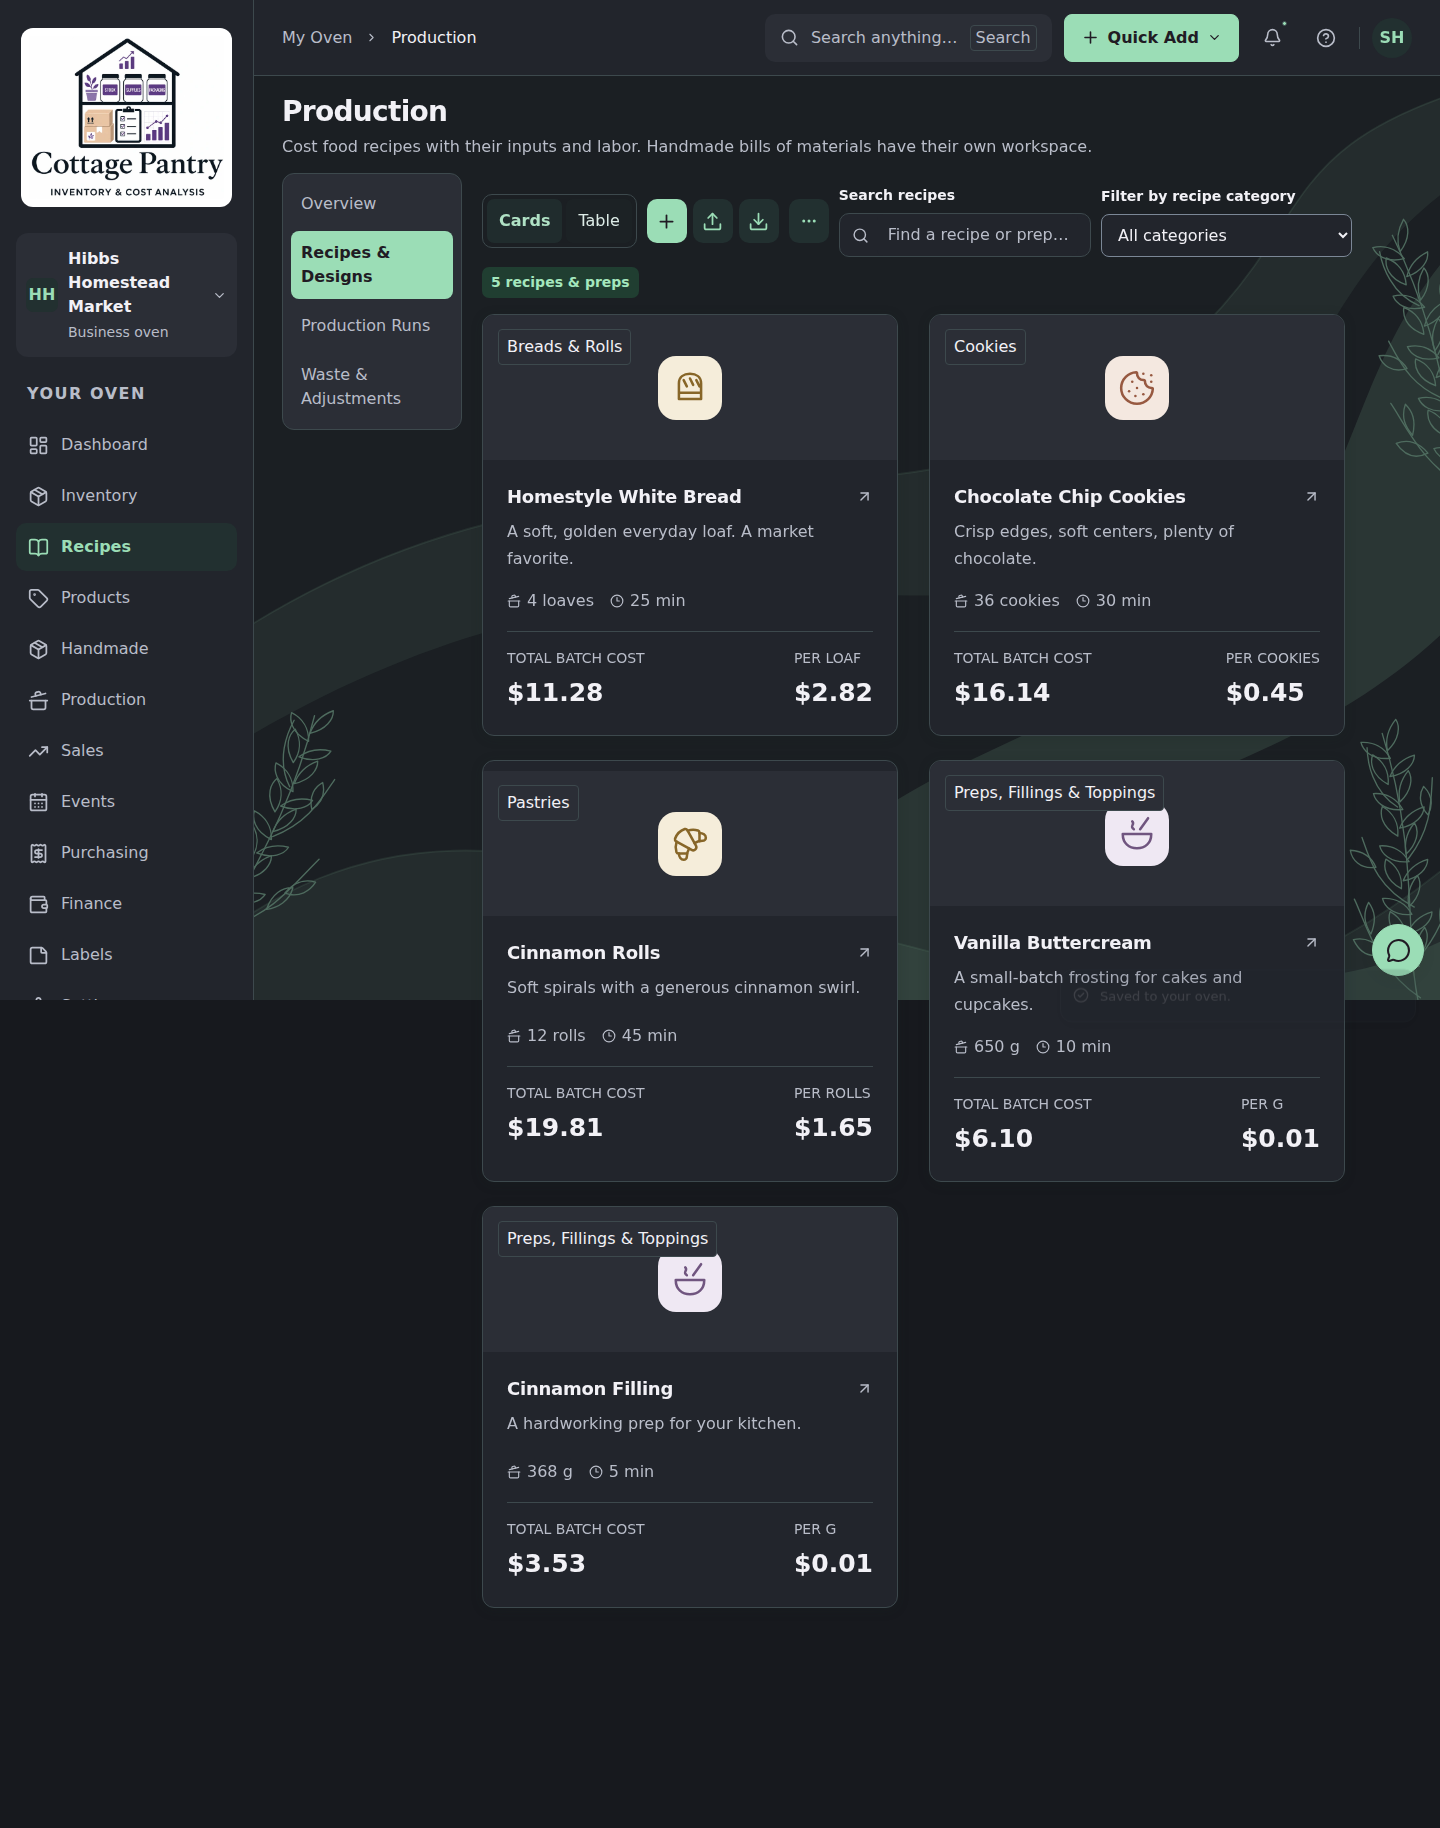 Cottage Pantry
INVENTORY & COST ANALYSIS
HH
Hibbs
Homestead
Market
Business oven
YOUR OVEN
Dashboard
Inventory
Recipes
Products
Handmade
Production
Sales
Events
Purchasing
Finance
Labels
My Oven > Production
Search anything... Search
+ Quick Add
SH
Production
Cost food recipes with their inputs and labor. Handmade bills of materials have their own workspace.
Overview
Recipes &
Designs
Production Runs
Waste &
Adjustments
Cards Table
Search recipes
Find a recipe or prep...
Filter by recipe category
All categories
5 recipes & preps
Breads & Rolls
Homestyle White Bread
A soft, golden everyday loaf. A market
favorite.
4 loaves 25 min
TOTAL BATCH COST PER LOAF
$11.28 $2.82
Cookies
Chocolate Chip Cookies
Crisp edges, soft centers, plenty of
chocolate.
36 cookies 30 min
TOTAL BATCH COST PER COOKIES
$16.14 $0.45
Pastries
Cinnamon Rolls
Soft spirals with a generous cinnamon swirl.
12 rolls 45 min
TOTAL BATCH COST PER ROLLS
$19.81 $1.65
Preps, Fillings & Toppings
Vanilla Buttercream
A small-batch frosting for cakes and
cupcakes.
Saved to your oven.
650 g 10 min
TOTAL BATCH COST PER G
$6.10 $0.01
Preps, Fillings & Toppings
Cinnamon Filling
A hardworking prep for your kitchen.
368 g 5 min
TOTAL BATCH COST PER G
$3.53 $0.01